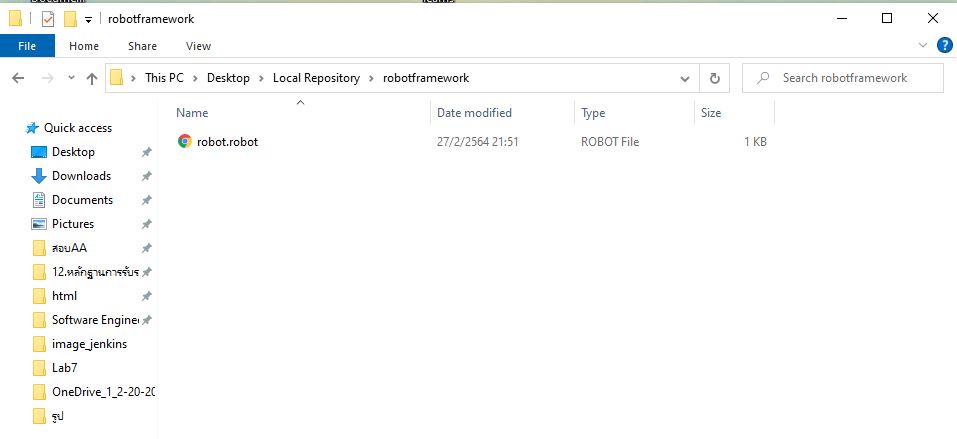 robotframework
File Home Share View
This PC Desktop Local Repository robotframework Search robotframework
Name Date modified Type Size
robot.robot 27/2/2564 21:51 ROBOT File 1 KB
Quick access
Desktop
Downloads
Documents
Pictures
สอบAA
12.หลักฐานการรับร
html
Software Engine
image_jenkins
Lab7
OneDrive_1_2-20-20
รูป